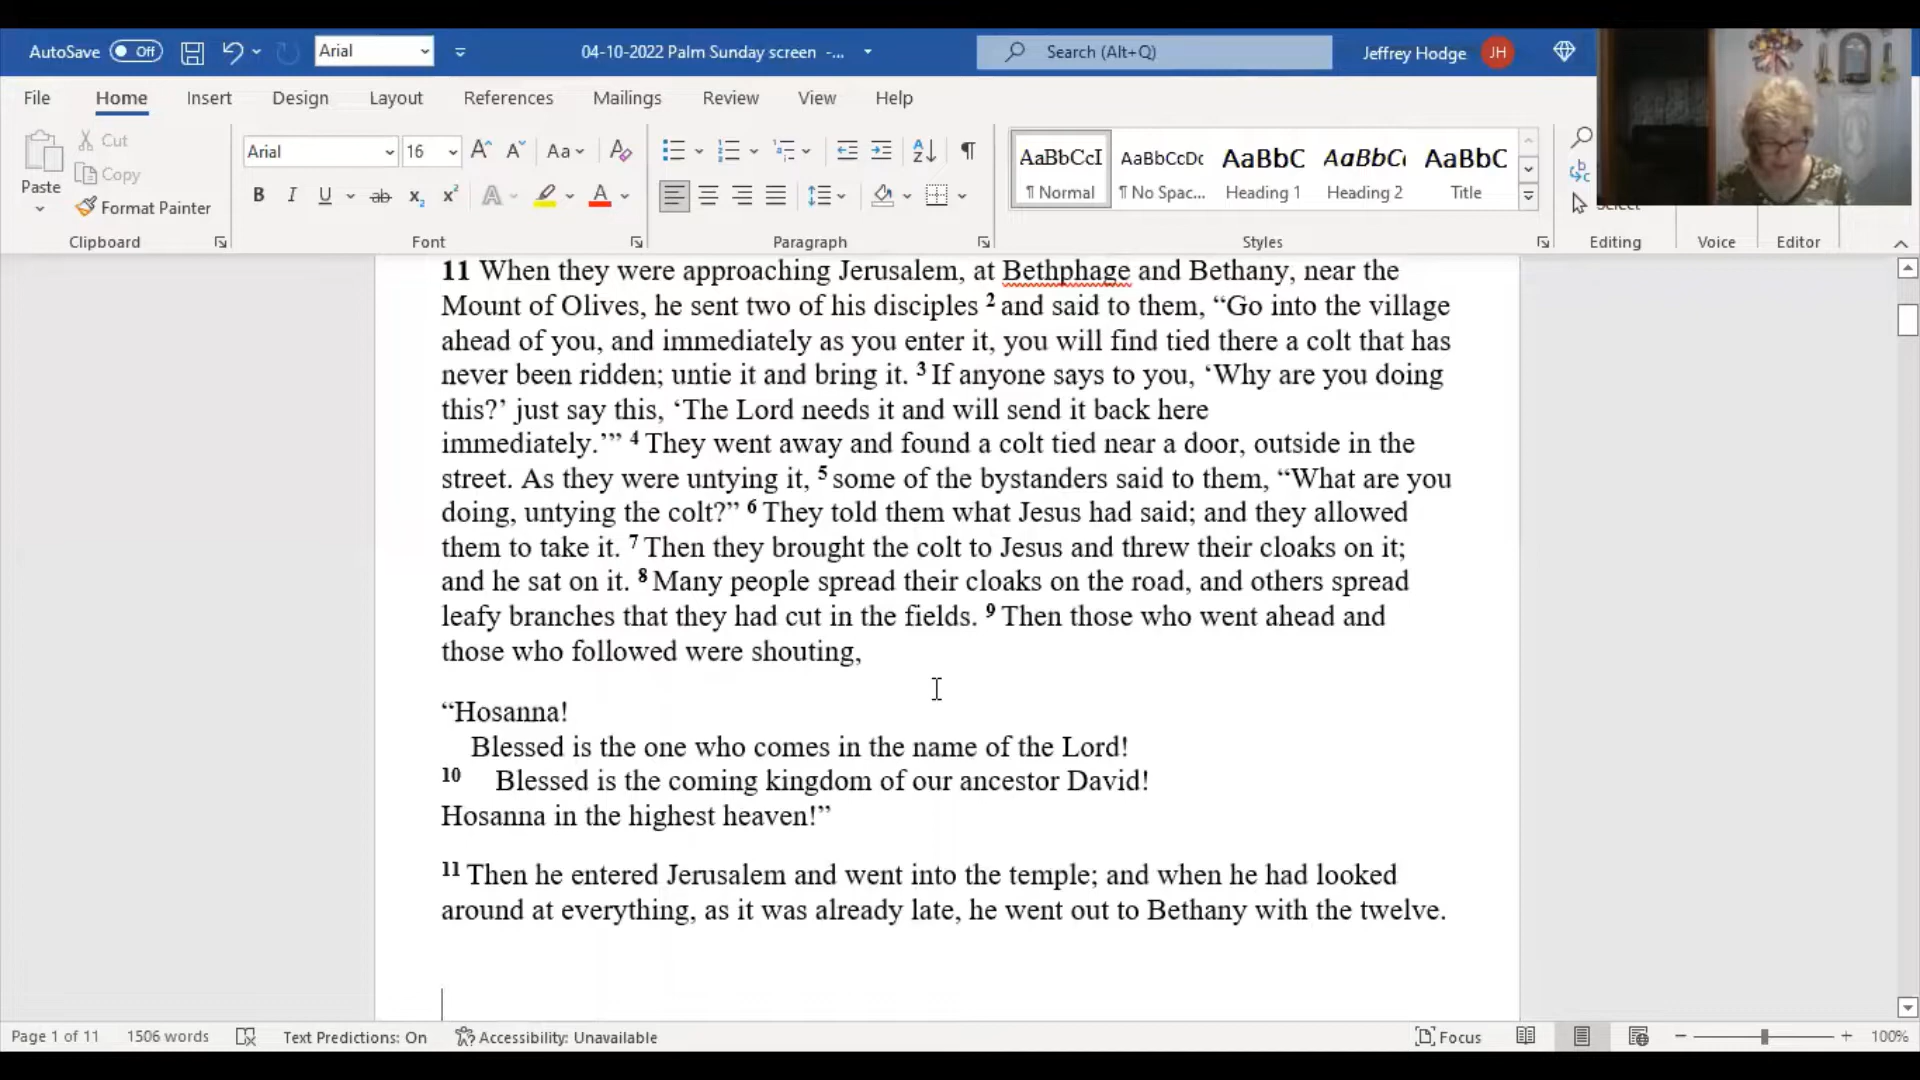 AutoSave Off Arial 04-10-2022 Palm Sunday screen -... Search (Alt+Q) Jeffrey Hodge JH
File Home Insert Design Layout References Mailings Review View Help
Cut
Copy
Paste
Format Painter
Arial 16 Aa
B I U ab x₂ x² A A
AaBbCcI AaBbCcDc AaBbC AaBbC AaBbC
¶ Normal ¶ No Spac... Heading 1 Heading 2 Title
Select
Clipboard Font Paragraph Styles Editing Voice Editor
11 When they were approaching Jerusalem, at Bethphage and Bethany, near the
Mount of Olives, he sent two of his disciples ² and said to them, “Go into the village
ahead of you, and immediately as you enter it, you will find tied there a colt that has
never been ridden; untie it and bring it. ³ If anyone says to you, ‘Why are you doing
this?’ just say this, ‘The Lord needs it and will send it back here
immediately.’” ⁴ They went away and found a colt tied near a door, outside in the
street. As they were untying it, ⁵ some of the bystanders said to them, “What are you
doing, untying the colt?” ⁶ They told them what Jesus had said; and they allowed
them to take it. ⁷ Then they brought the colt to Jesus and threw their cloaks on it;
and he sat on it. ⁸ Many people spread their cloaks on the road, and others spread
leafy branches that they had cut in the fields. ⁹ Then those who went ahead and
those who followed were shouting,
“Hosanna!
Blessed is the one who comes in the name of the Lord!
¹⁰ Blessed is the coming kingdom of our ancestor David!
Hosanna in the highest heaven!”
¹¹ Then he entered Jerusalem and went into the temple; and when he had looked
around at everything, as it was already late, he went out to Bethany with the twelve.
Page 1 of 11 1506 words Text Predictions: On Accessibility: Unavailable Focus 100%